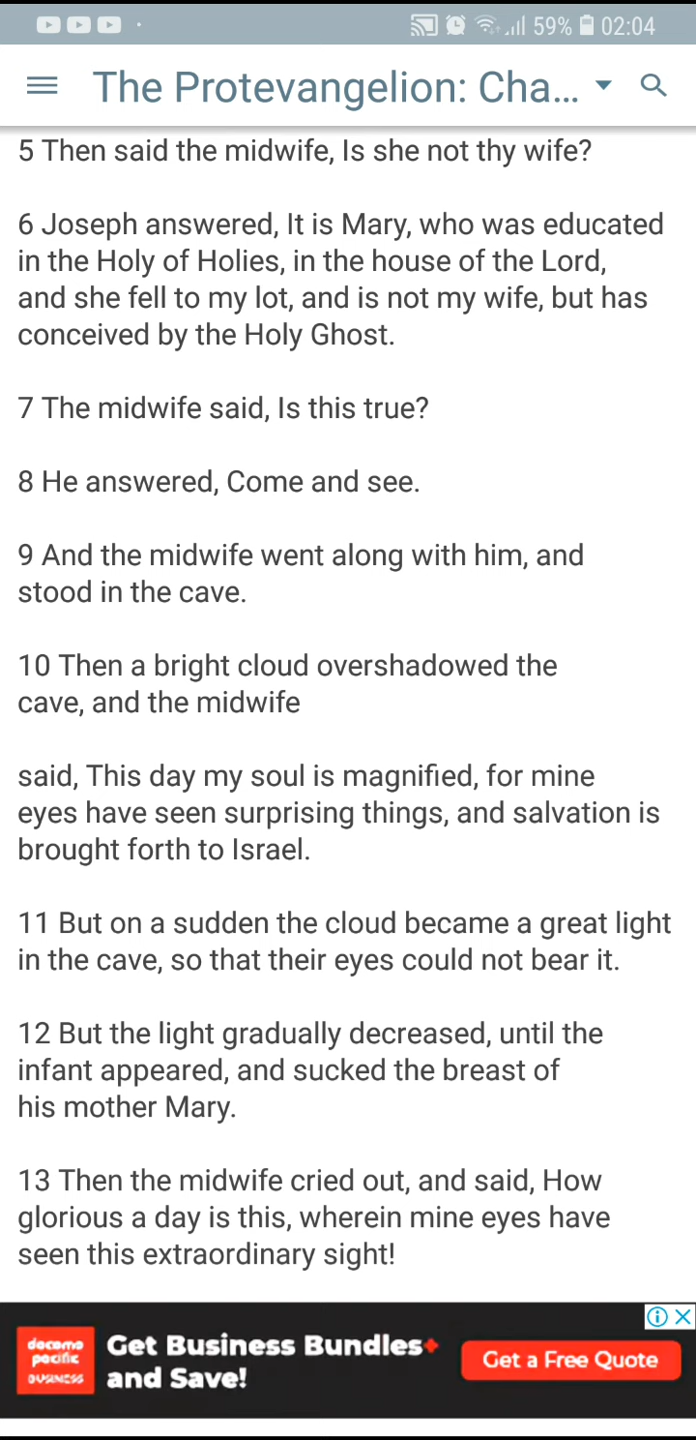 59% 02:04
The Protevangelion: Cha...
5 Then said the midwife, Is she not thy wife?
6 Joseph answered, It is Mary, who was educated
in the Holy of Holies, in the house of the Lord,
and she fell to my lot, and is not my wife, but has
conceived by the Holy Ghost.
7 The midwife said, Is this true?
8 He answered, Come and see.
9 And the midwife went along with him, and
stood in the cave.
10 Then a bright cloud overshadowed the
cave, and the midwife
said, This day my soul is magnified, for mine
eyes have seen surprising things, and salvation is
brought forth to Israel.
11 But on a sudden the cloud became a great light
in the cave, so that their eyes could not bear it.
12 But the light gradually decreased, until the
infant appeared, and sucked the breast of
his mother Mary.
13 Then the midwife cried out, and said, How
glorious a day is this, wherein mine eyes have
seen this extraordinary sight!
docomo
pacific
BUSINESS
Get Business Bundles+
and Save!
Get a Free Quote